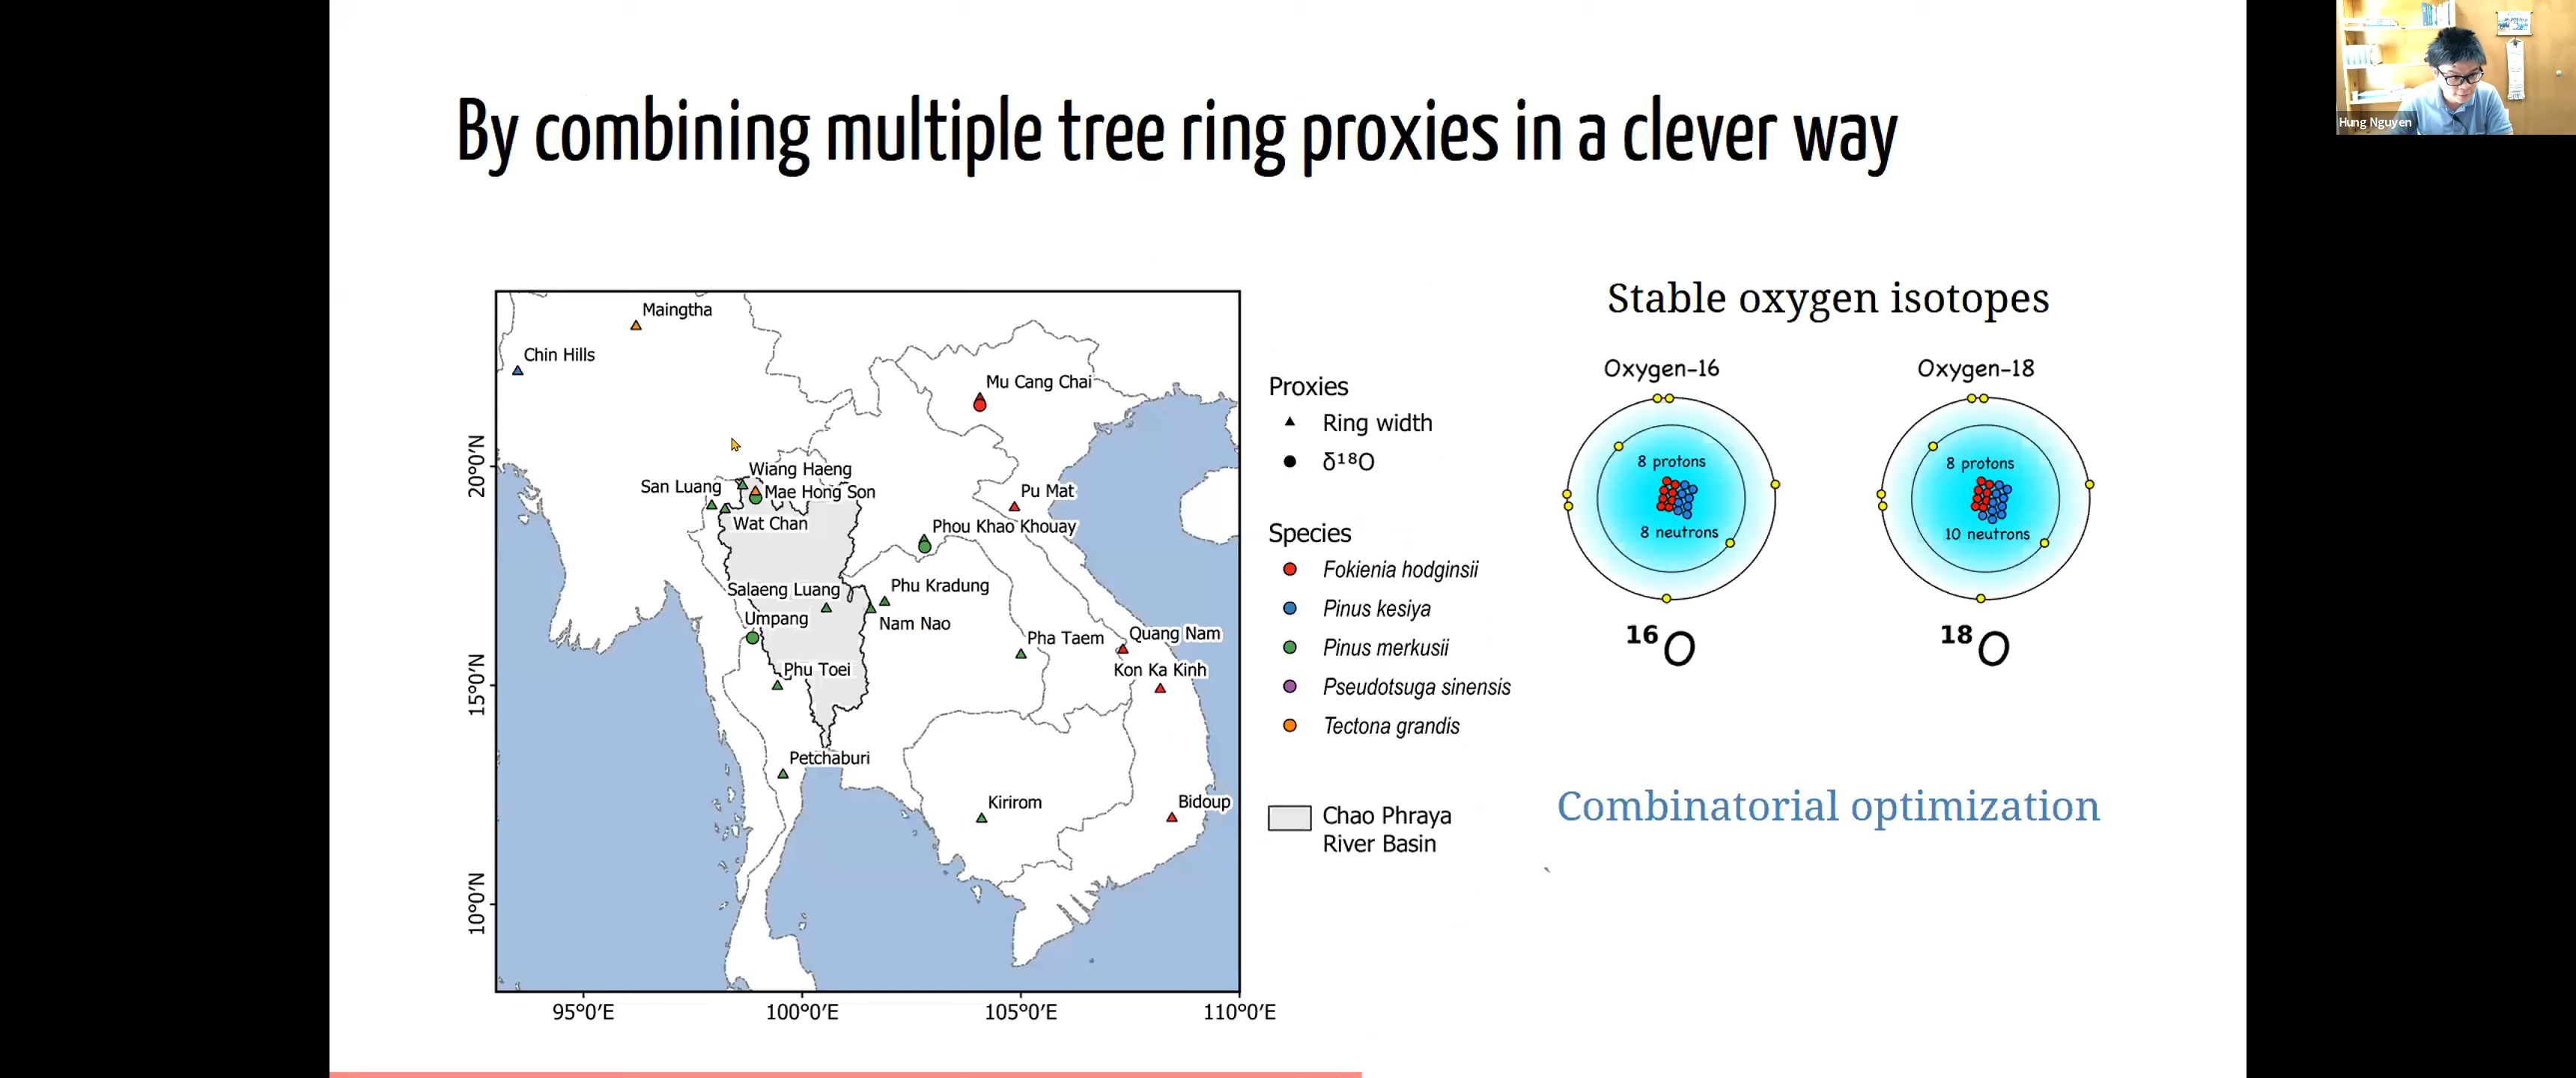 By combining multiple tree ring proxies in a clever way
Hung Nguyen
Maingtha
Chin Hills
Mu Cang Chai
Wiang Haeng
San Luang
Mae Hong Son
Wat Chan
Pu Mat
Phou Khao Khouay
Salaeng Luang
Phu Kradung
Umpang
Nam Nao
Pha Taem
Quang Nam
Phu Toei
Kon Ka Kinh
Petchaburi
Kirirom
Bidoup
20°0'N
15°0'N
10°0'N
95°0'E
100°0'E
105°0'E
110°0'E
Proxies
Ring width
δ¹⁸O
Species
Fokienia hodginsii
Pinus kesiya
Pinus merkusii
Pseudotsuga sinensis
Tectona grandis
Chao Phraya
River Basin
Stable oxygen isotopes
Oxygen-16
Oxygen-18
8 protons
8 neutrons
8 protons
10 neutrons
¹⁶O
¹⁸O
Combinatorial optimization